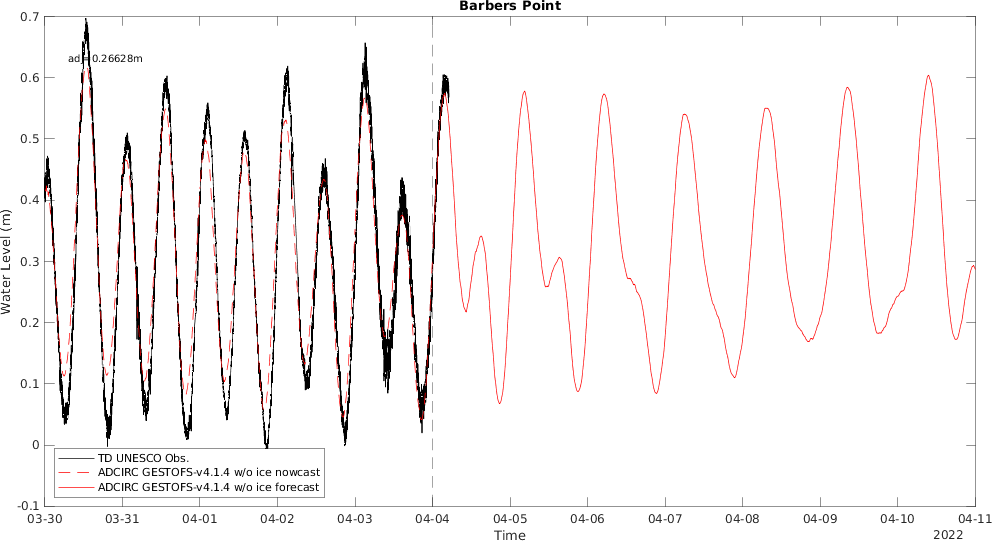 Barbers Point
0.7
0.6
0.5
0.4
0.3
0.2
0.1
0
-0.1
Water Level (m)
adj=0.26628m
TD UNESCO Obs.
ADCIRC GESTOFS-v4.1.4 w/o ice nowcast
ADCIRC GESTOFS-v4.1.4 w/o ice forecast
03-30 03-31 04-01 04-02 04-03 04-04 04-05 04-06 04-07 04-08 04-09 04-10 04-11
Time
2022